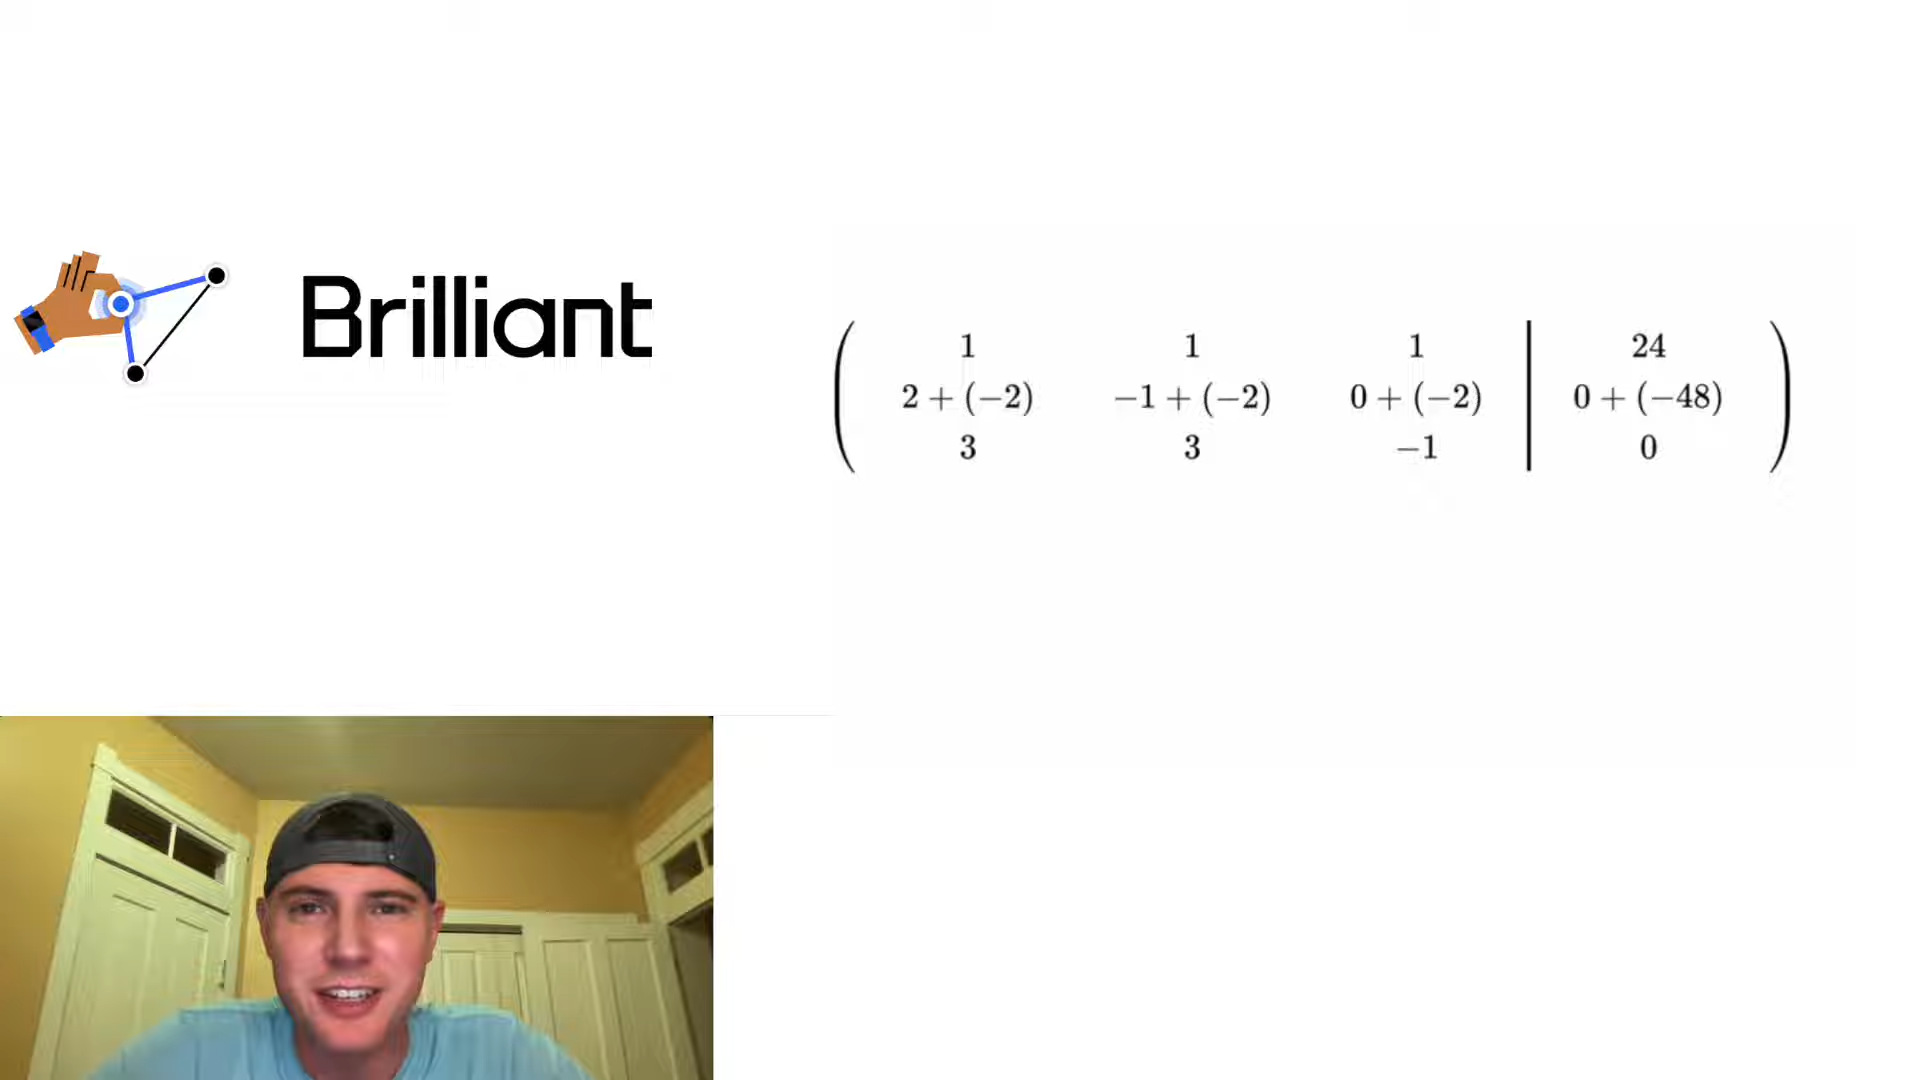 Brilliant
1 1 1 24
2 + (−2) −1 + (−2) 0 + (−2) 0 + (−48)
3 3 −1 0